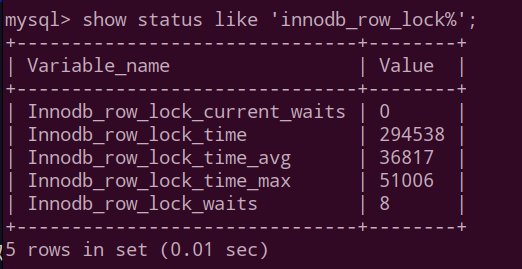 mysql> show status like 'innodb_row_lock%';
+-------------------------------+--------+
| Variable_name                 | Value  |
+-------------------------------+--------+
| Innodb_row_lock_current_waits | 0      |
| Innodb_row_lock_time          | 294538 |
| Innodb_row_lock_time_avg      | 36817  |
| Innodb_row_lock_time_max      | 51006  |
| Innodb_row_lock_waits         | 8      |
+-------------------------------+--------+
5 rows in set (0.01 sec)